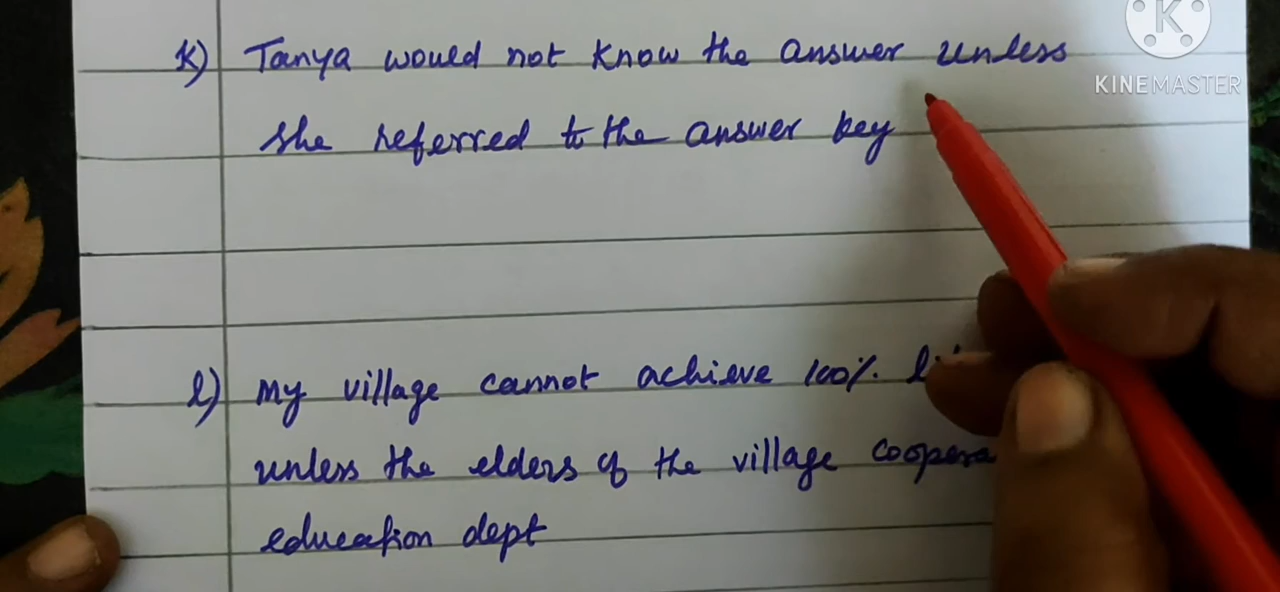 K
KINEMASTER
k) Tanya would not know the answer unless
she referred to the answer key
l) My village cannot achieve 100%
unless the elders of the village
education dept